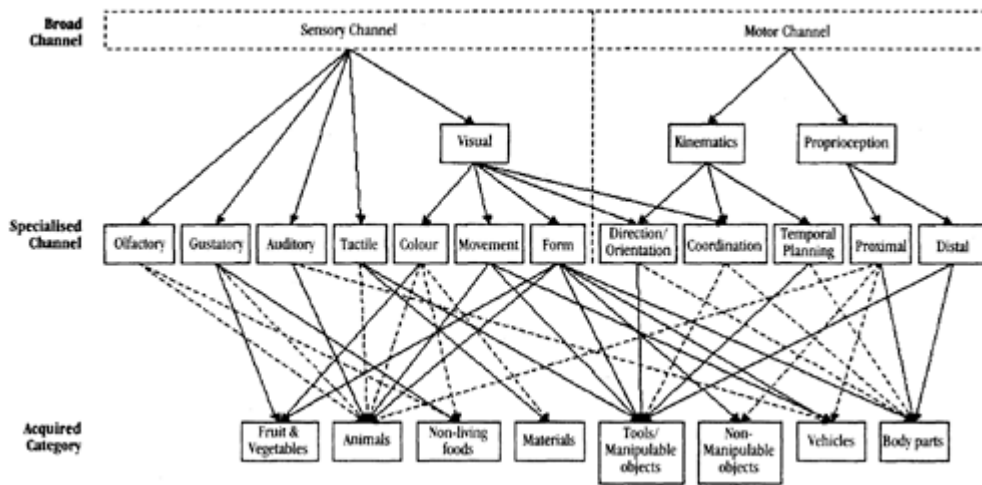 Broad
Channel
Sensory Channel
Motor Channel
Visual
Kinematics
Proprioception
Specialised
Channel
Olfactory
Gustatory
Auditory
Tactile
Colour
Movement
Form
Direction/
Orientation
Coordination
Temporal
Planning
Proximal
Distal
Acquired
Category
Fruit &
Vegetables
Animals
Non-living
foods
Materials
Tools/
Manipulable
objects
Non-
Manipulable
objects
Vehicles
Body parts